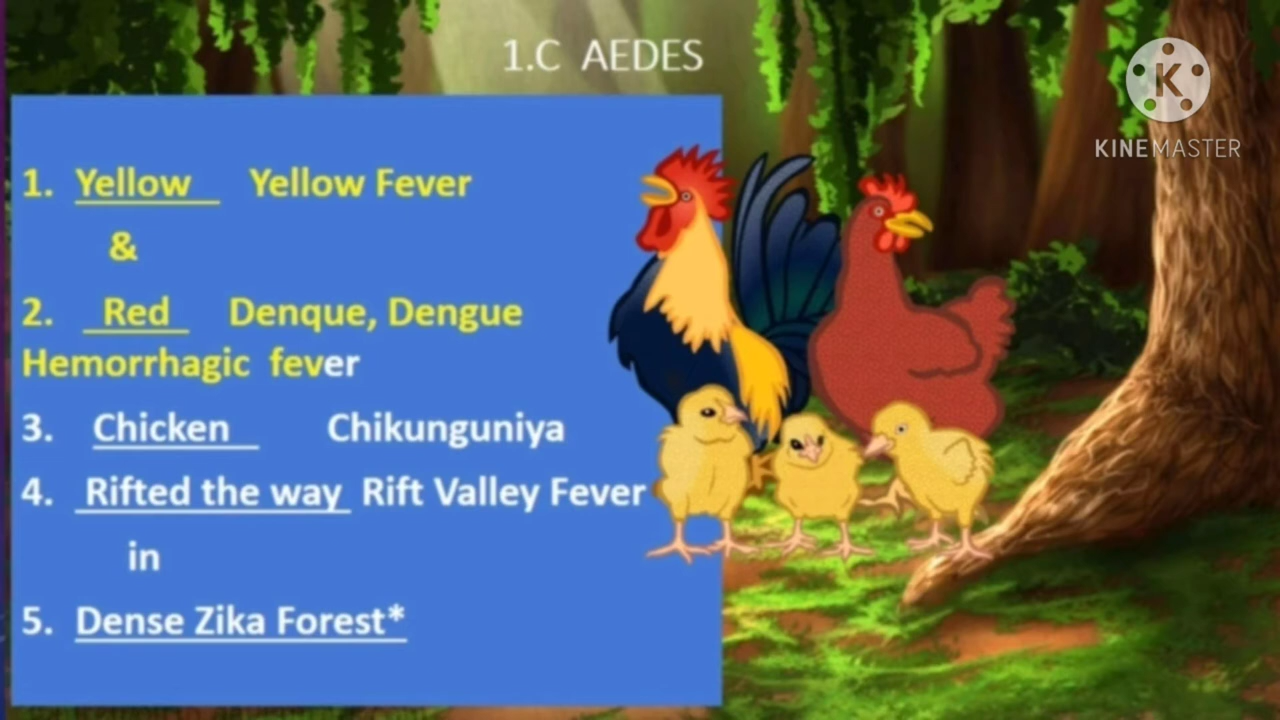 1.C AEDES
K
KINEMASTER
1. Yellow Yellow Fever
&
2. Red Denque, Dengue
Hemorrhagic fever
3. Chicken Chikunguniya
4. Rifted the way Rift Valley Fever
in
5. Dense Zika Forest*